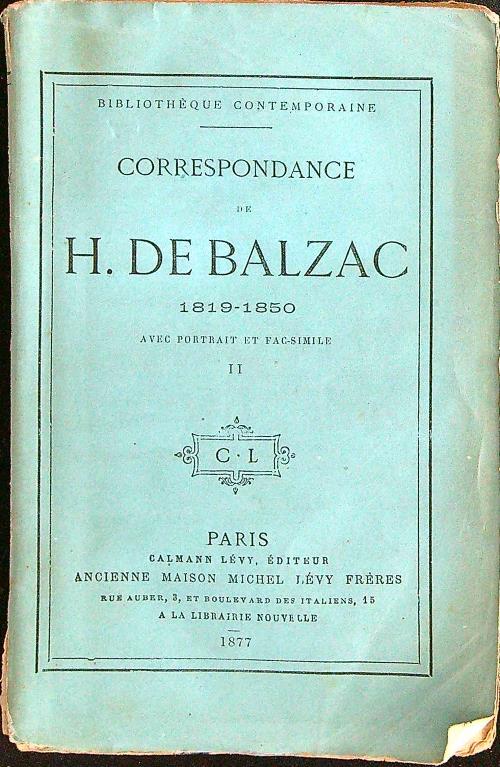 BIBLIOTHÈQUE CONTEMPORAINE
CORRESPONDANCE
DE
H. DE BALZAC
1819-1850
AVEC PORTRAIT ET FAC-SIMILE
II
C · L
PARIS
CALMANN LÉVY, ÉDITEUR
ANCIENNE MAISON MICHEL LÉVY FRÈRES
RUE AUBER, 3, ET BOULEVARD DES ITALIENS, 15
A LA LIBRAIRIE NOUVELLE
1877